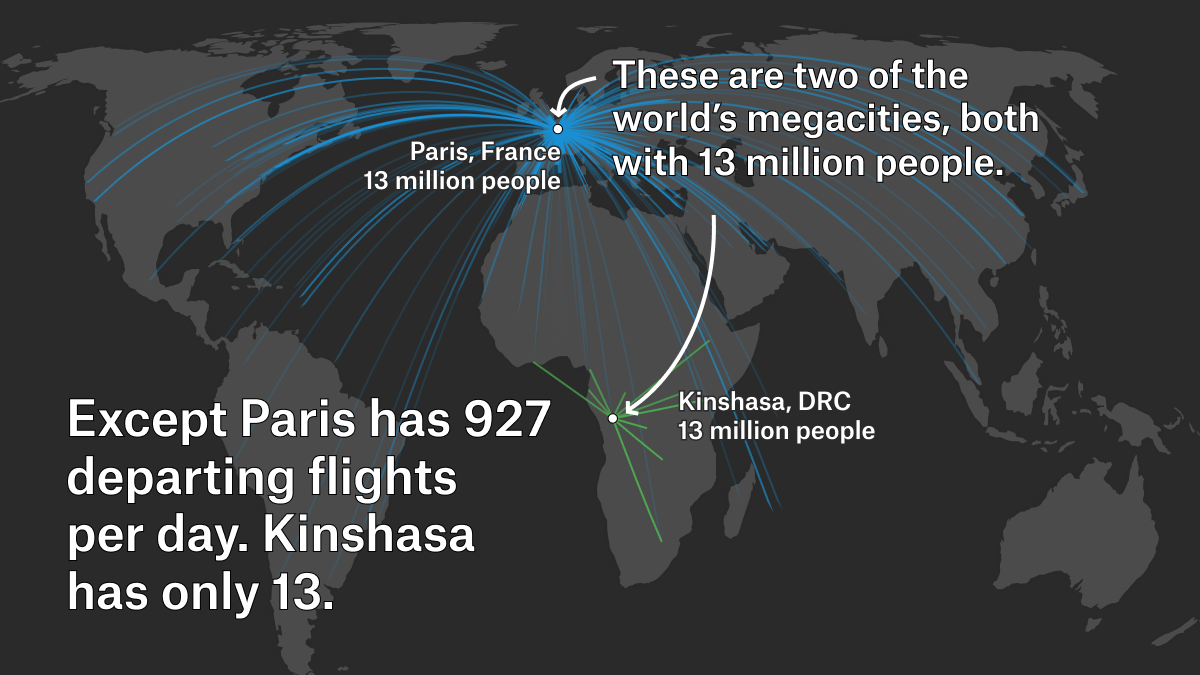 These are two of the
world's megacities, both
with 13 million people.
Paris, France
13 million people
Kinshasa, DRC
13 million people
Except Paris has 927
departing flights
per day. Kinshasa
has only 13.